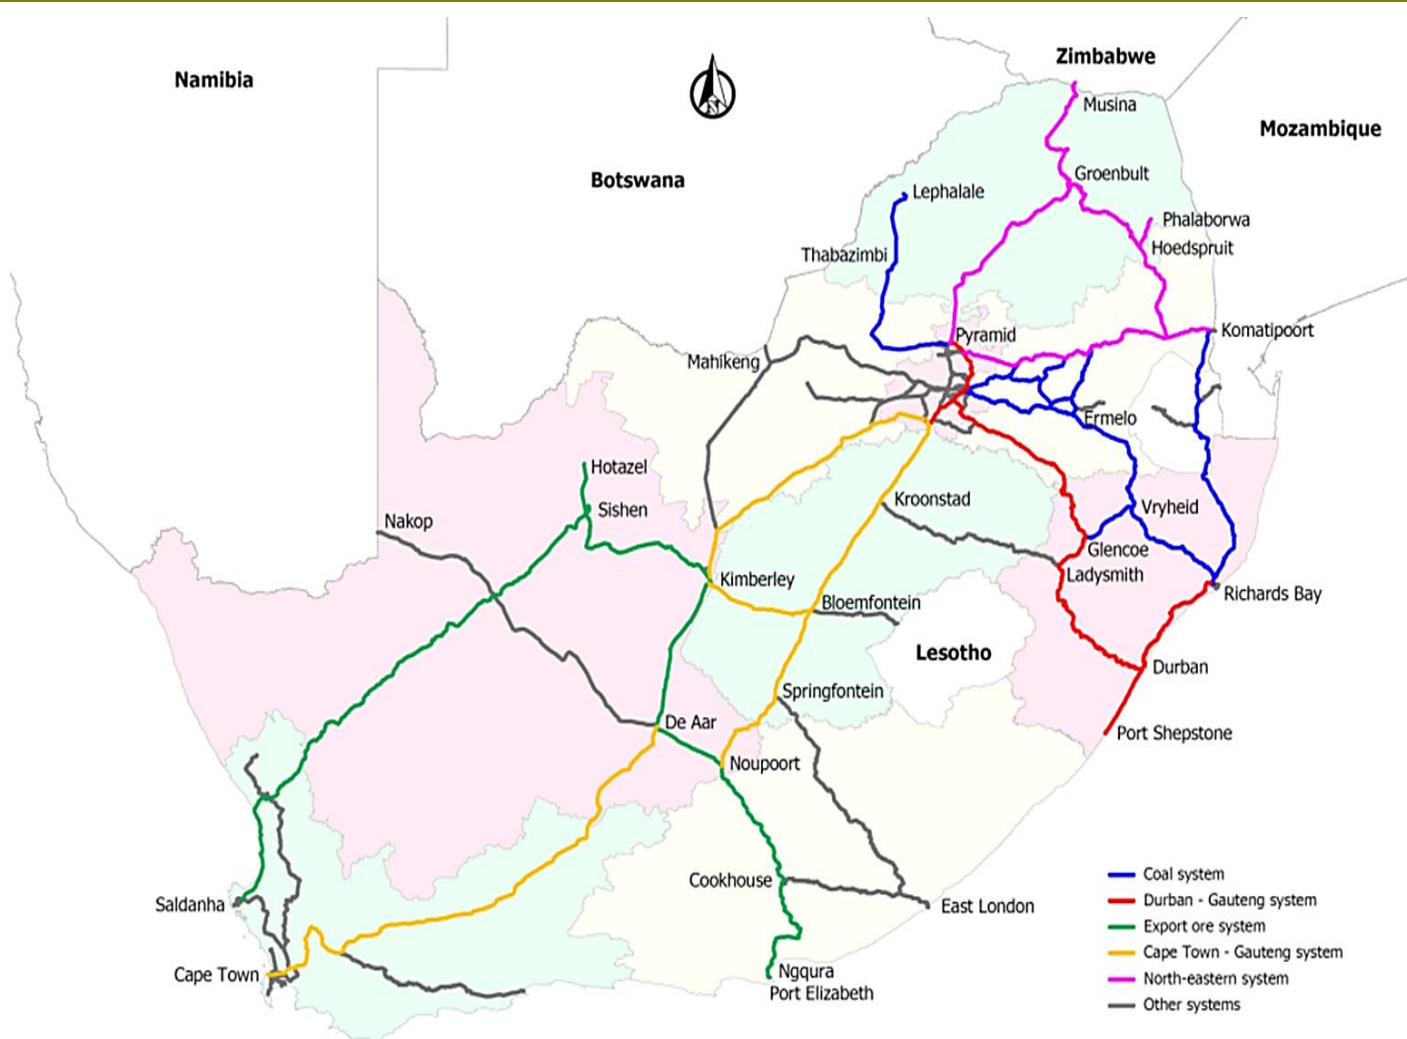 Zimbabwe
Namibia
N
Musina
Mozambique
Groenbult
Botswana
Lephalale
Phalaborwa
Hoedspruit
Thabazimbi
Pyramid
Komatipoort
Mahikeng
Ermelo
Hotazel
Kroonstad
Sishen
Vryheid
Nakop
Glencoe
Ladysmith
Kimberley
Richards Bay
Bloemfontein
Lesotho
Durban
Springfontein
De Aar
Port Shepstone
Noupoort
Cookhouse
Saldanha
East London
Cape Town
Ngqura
Port Elizabeth
Coal system
Durban - Gauteng system
Export ore system
Cape Town - Gauteng system
North-eastern system
Other systems